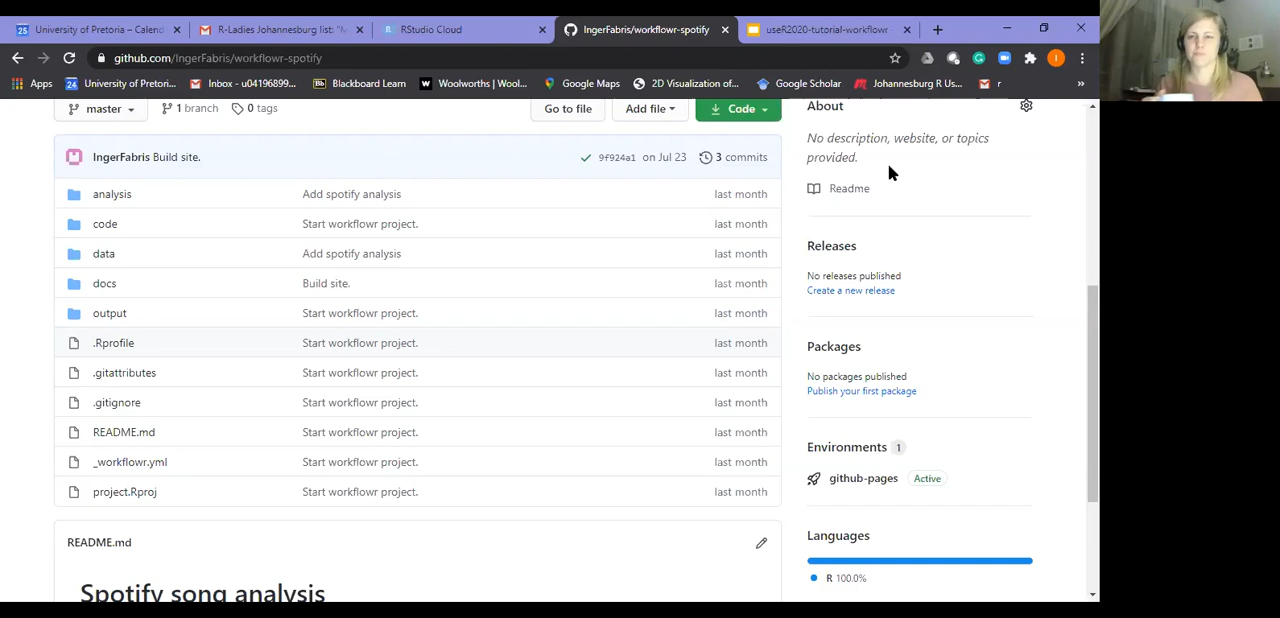 University of Pretoria – Calend
R-Ladies Johannesburg list: "M
RStudio Cloud
IngerFabris/workflowr-spotify
useR2020-tutorial-workflowr
github.com/IngerFabris/workflowr-spotify
Apps
University of Pretori...
Inbox - u04196899...
Blackboard Learn
Woolworths | Wool...
Google Maps
2D Visualization of...
Google Scholar
Johannesburg R Us...
r
master
1 branch
0 tags
Go to file
Add file
Code
IngerFabris Build site.
9f924a1 on Jul 23
3 commits
analysis Add spotify analysis last month
code Start workflowr project. last month
data Add spotify analysis last month
docs Build site. last month
output Start workflowr project. last month
.Rprofile Start workflowr project. last month
.gitattributes Start workflowr project. last month
.gitignore Start workflowr project. last month
README.md Start workflowr project. last month
_workflowr.yml Start workflowr project. last month
project.Rproj Start workflowr project. last month
README.md
Spotify song analysis
About
No description, website, or topics
provided.
Readme
Releases
No releases published
Create a new release
Packages
No packages published
Publish your first package
Environments 1
github-pages Active
Languages
R 100.0%